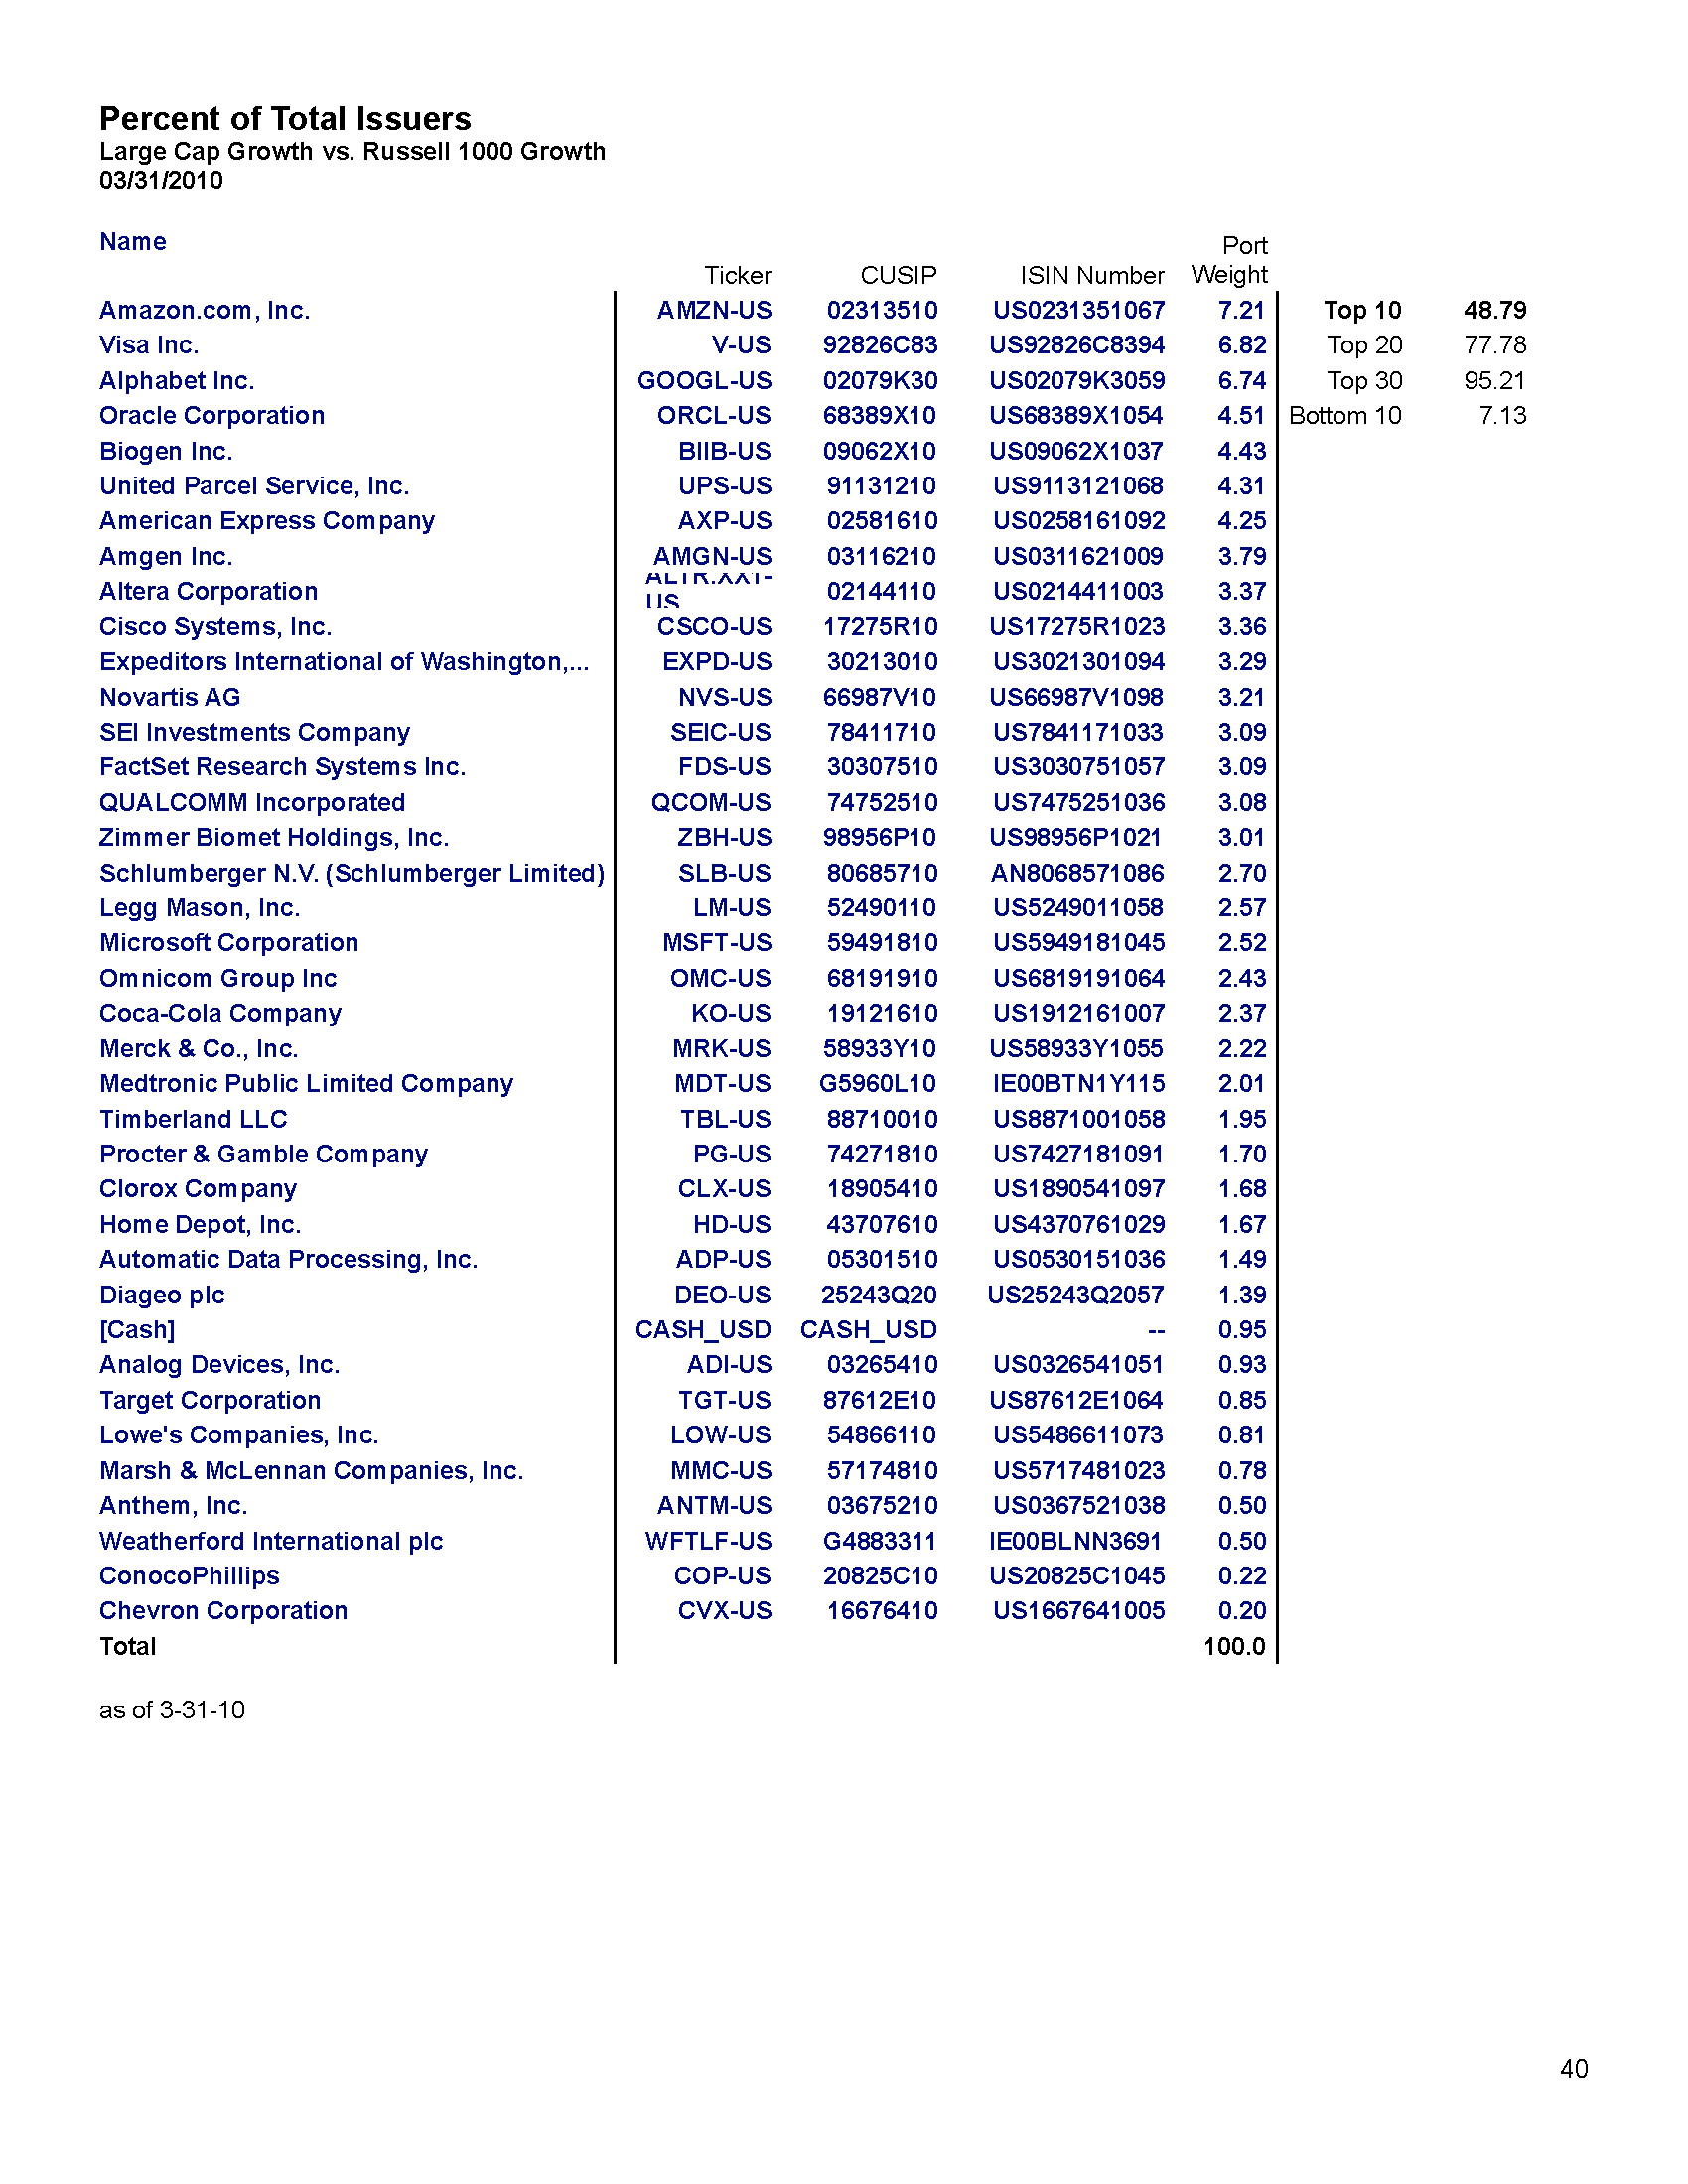 Percent of Total Issuers
Large Cap Growth vs. Russell 1000 Growth
03/31/2010
Name Ticker CUSIP ISIN Number Port Weight
Amazon.com, Inc. AMZN-US 02313510 US0231351067 7.21 Top 10 48.79
Visa Inc. V-US 92826C83 US92826C8394 6.82 Top 20 77.78
Alphabet Inc. GOOGL-US 02079K30 US02079K3059 6.74 Top 30 95.21
Oracle Corporation ORCL-US 68389X10 US68389X1054 4.51 Bottom 10 7.13
Biogen Inc. BIIB-US 09062X10 US09062X1037 4.43
United Parcel Service, Inc. UPS-US 91131210 US9113121068 4.31
American Express Company AXP-US 02581610 US0258161092 4.25
Amgen Inc. AMGN-US 03116210 US0311621009 3.79
Altera Corporation 02144110 US0214411003 3.37
Cisco Systems, Inc. CSCO-US 17275R10 US17275R1023 3.36
Expeditors International of Washington,... EXPD-US 30213010 US3021301094 3.29
Novartis AG NVS-US 66987V10 US66987V1098 3.21
SEI Investments Company SEIC-US 78411710 US7841171033 3.09
FactSet Research Systems Inc. FDS-US 30307510 US3030751057 3.09
QUALCOMM Incorporated QCOM-US 74752510 US7475251036 3.08
Zimmer Biomet Holdings, Inc. ZBH-US 98956P10 US98956P1021 3.01
Schlumberger N.V. (Schlumberger Limited) SLB-US 80685710 AN8068571086 2.70
Legg Mason, Inc. LM-US 52490110 US5249011058 2.57
Microsoft Corporation MSFT-US 59491810 US5949181045 2.52
Omnicom Group Inc OMC-US 68191910 US6819191064 2.43
Coca-Cola Company KO-US 19121610 US1912161007 2.37
Merck & Co., Inc. MRK-US 58933Y10 US58933Y1055 2.22
Medtronic Public Limited Company MDT-US G5960L10 IE00BTN1Y115 2.01
Timberland LLC TBL-US 88710010 US8871001058 1.95
Procter & Gamble Company PG-US 74271810 US7427181091 1.70
Clorox Company CLX-US 18905410 US1890541097 1.68
Home Depot, Inc. HD-US 43707610 US4370761029 1.67
Automatic Data Processing, Inc. ADP-US 05301510 US0530151036 1.49
Diageo plc DEO-US 25243Q20 US25243Q2057 1.39
[Cash] CASH_USD CASH_USD -- 0.95
Analog Devices, Inc. ADI-US 03265410 US0326541051 0.93
Target Corporation TGT-US 87612E10 US87612E1064 0.85
Lowe's Companies, Inc. LOW-US 54866110 US5486611073 0.81
Marsh & McLennan Companies, Inc. MMC-US 57174810 US5717481023 0.78
Anthem, Inc. ANTM-US 03675210 US0367521038 0.50
Weatherford International plc WFTLF-US G4883311 IE00BLNN3691 0.50
ConocoPhillips COP-US 20825C10 US20825C1045 0.22
Chevron Corporation CVX-US 16676410 US1667641005 0.20
Total 100.0
as of 3-31-10
40